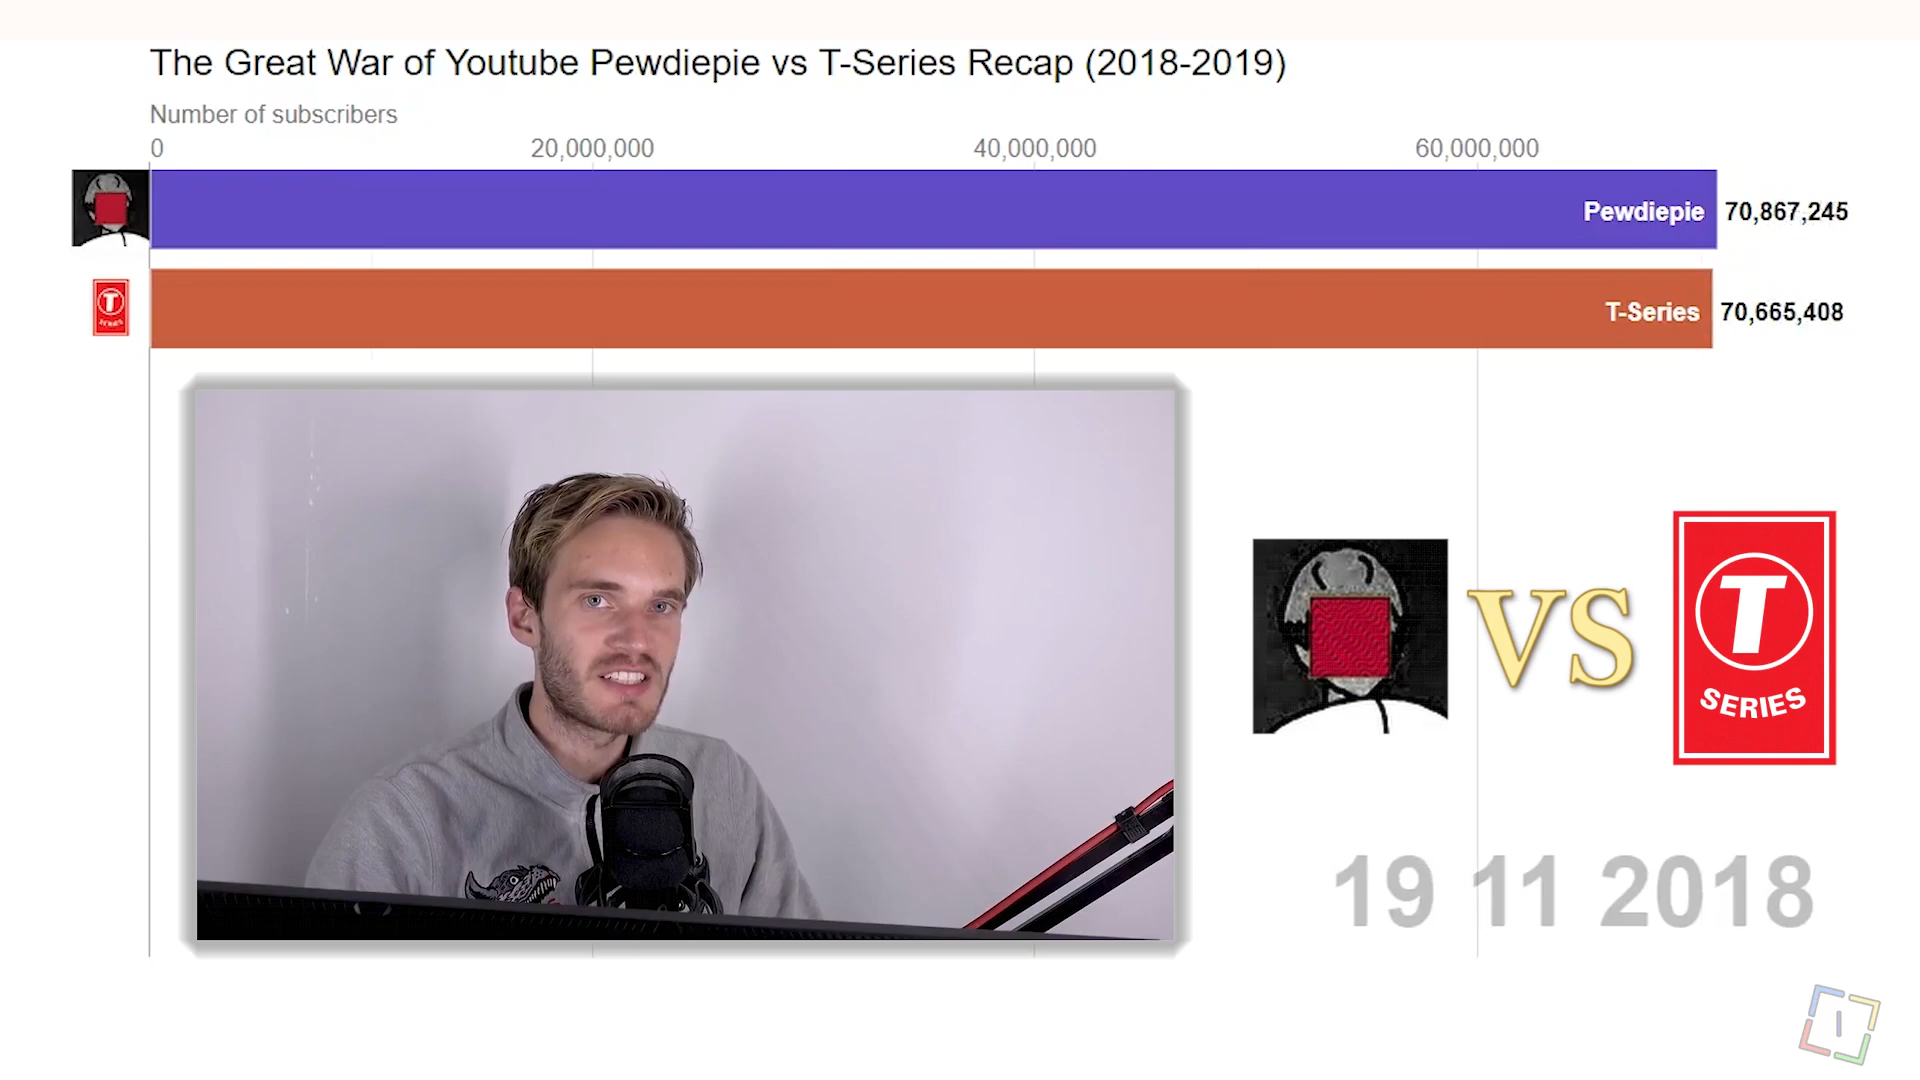 The Great War of Youtube Pewdiepie vs T-Series Recap (2018-2019)
Number of subscribers
0 20,000,000 40,000,000 60,000,000
Pewdiepie 70,867,245
T SERIES
T-Series 70,665,408
VS
T
SERIES
19 11 2018